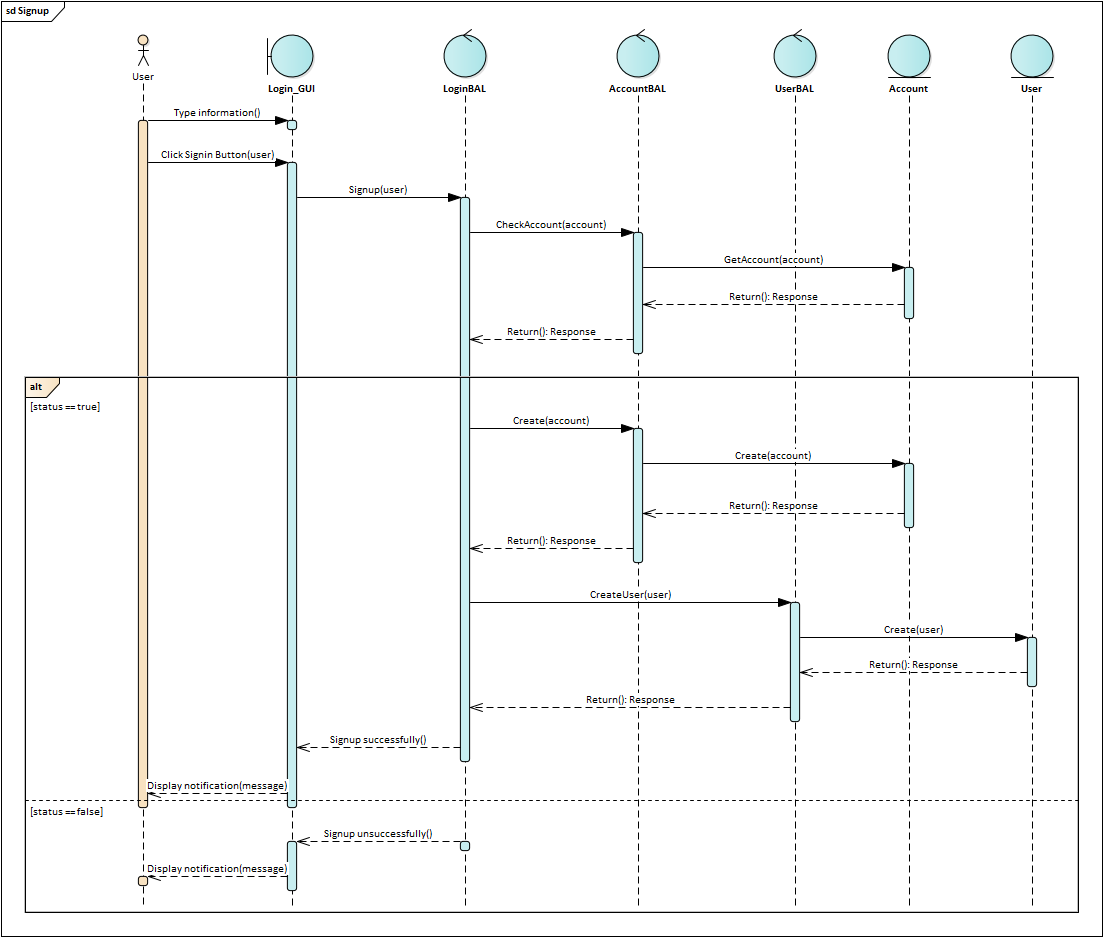 sd Signup
User
Login_GUI
LoginBAL
AccountBAL
UserBAL
Account
User
Type information()
Click Signin Button(user)
Signup(user)
CheckAccount(account)
GetAccount(account)
Return(): Response
Return(): Response
alt
[status == true]
Create(account)
Create(account)
Return(): Response
Return(): Response
CreateUser(user)
Create(user)
Return(): Response
Return(): Response
Signup successfully()
Display notification(message)
[status == false]
Signup unsuccessfully()
Display notification(message)